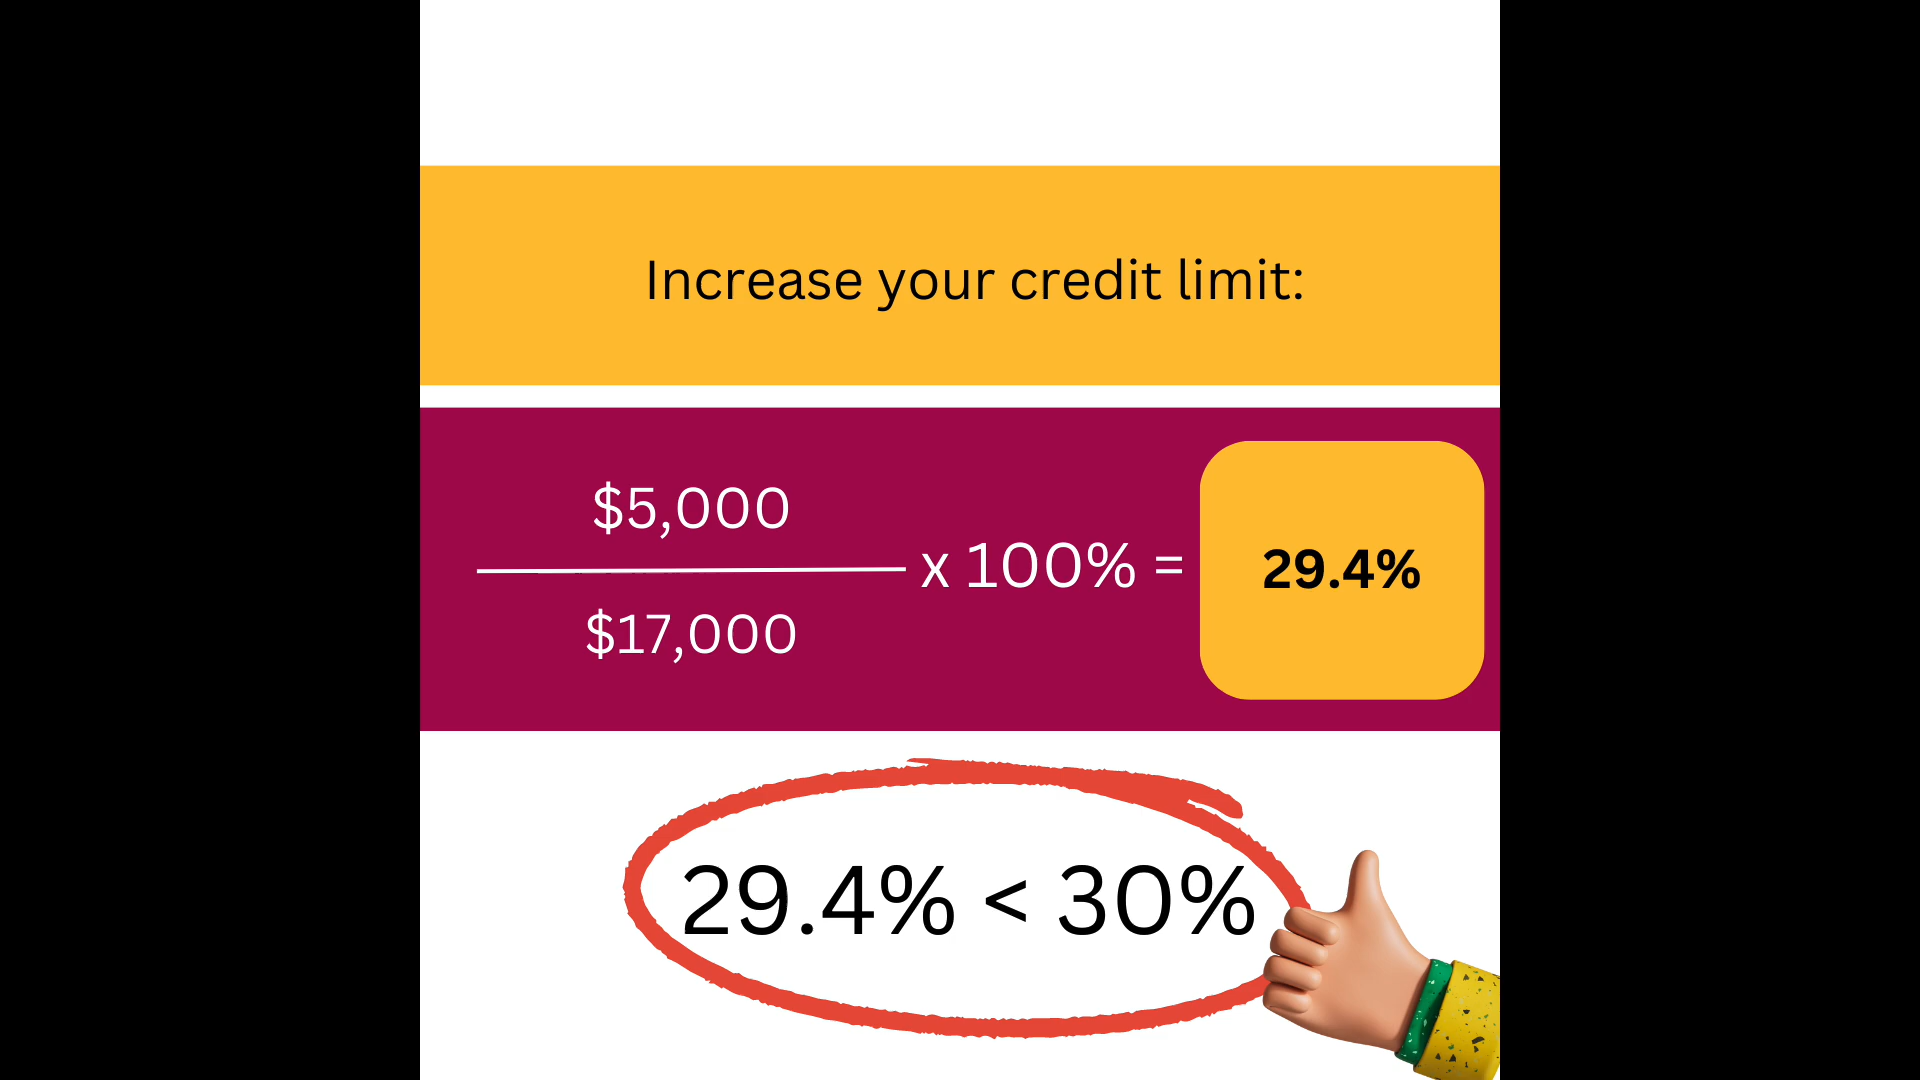 Increase your credit limit:
$5,000
$17,000
x 100% =
29.4%
29.4% < 30%